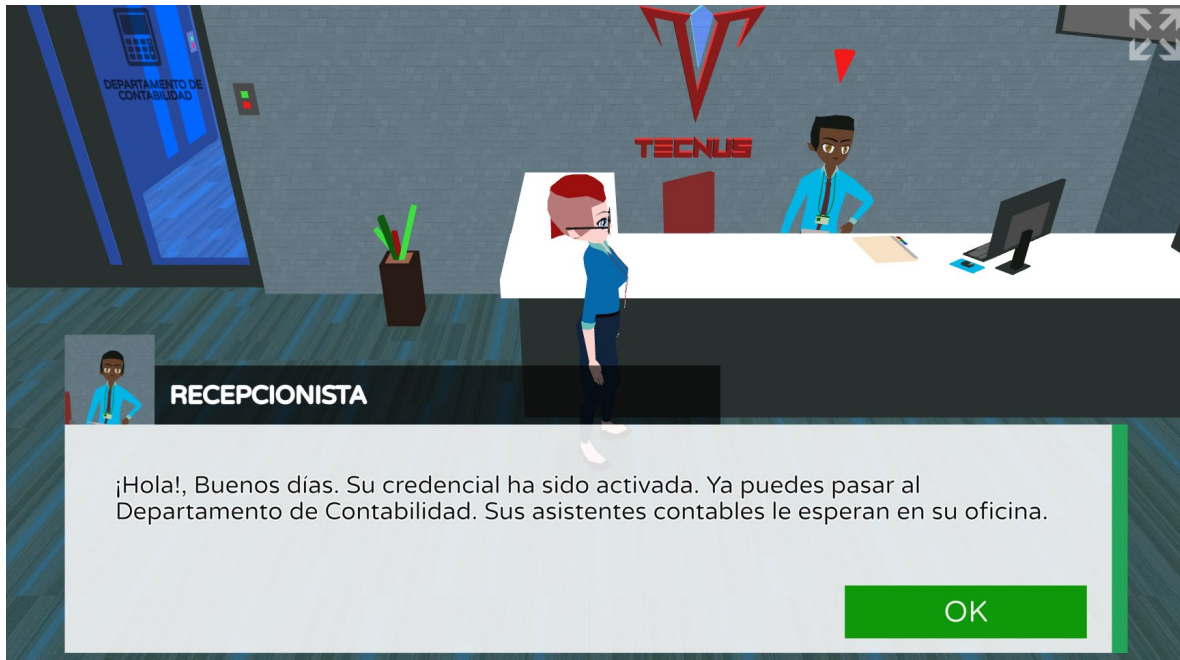 DEPARTAMENTO DE
CONTABILIDAD
TECNUS
RECEPCIONISTA
¡Hola!, Buenos días. Su credencial ha sido activada. Ya puedes pasar al
Departamento de Contabilidad. Sus asistentes contables le esperan en su oficina.
OK